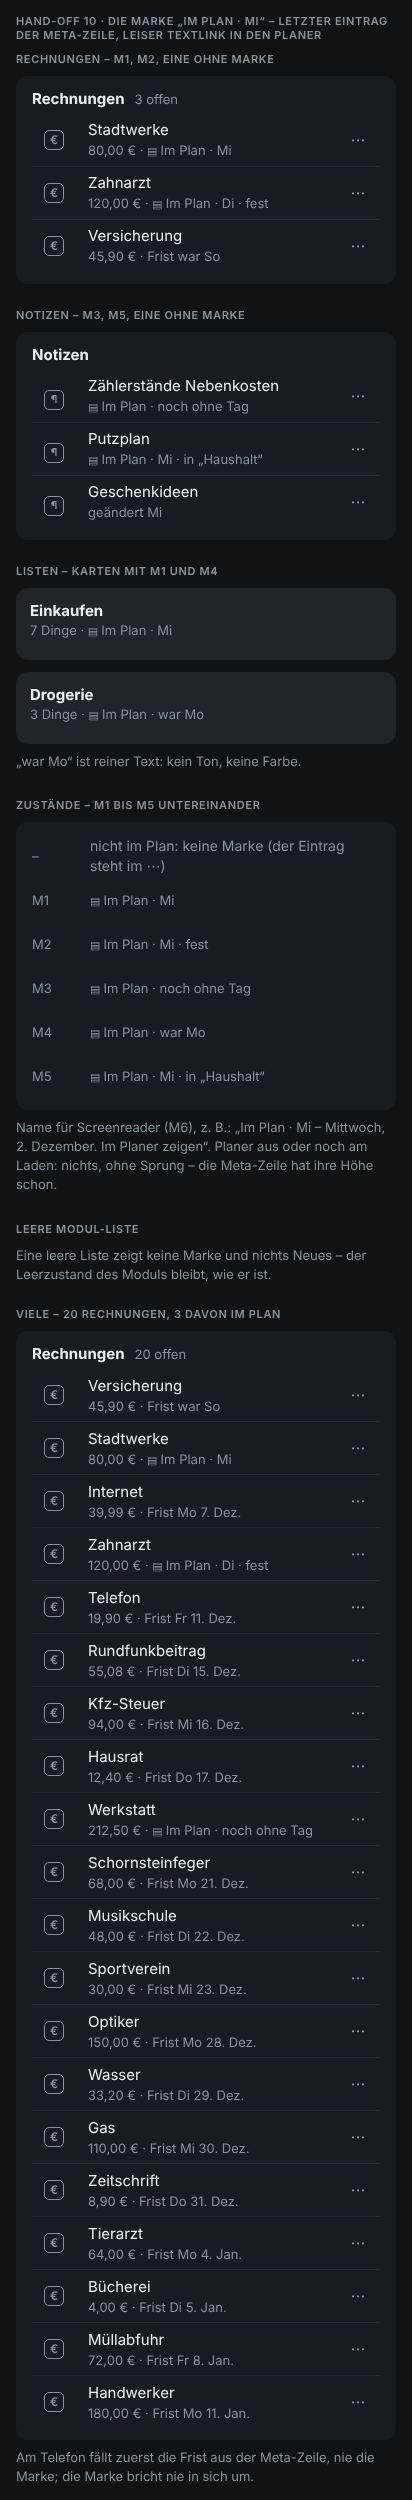 HAND-OFF 10 · DIE MARKE „IM PLAN · MI“ – LETZTER EINTRAG
DER META-ZEILE, LEISER TEXTLINK IN DEN PLANER
RECHNUNGEN – M1, M2, EINE OHNE MARKE
Rechnungen 3 offen
€ Stadtwerke ···
80,00 € · ▤ Im Plan · Mi
€ Zahnarzt ···
120,00 € · ▤ Im Plan · Di · fest
€ Versicherung ···
45,90 € · Frist war So
NOTIZEN – M3, M5, EINE OHNE MARKE
Notizen
¶ Zählerstände Nebenkosten ···
▤ Im Plan · noch ohne Tag
¶ Putzplan ···
▤ Im Plan · Mi · in „Haushalt“
¶ Geschenkideen ···
geändert Mi
LISTEN – KARTEN MIT M1 UND M4
Einkaufen
7 Dinge · ▤ Im Plan · Mi
Drogerie
3 Dinge · ▤ Im Plan · war Mo
„war Mo“ ist reiner Text: kein Ton, keine Farbe.
ZUSTÄNDE – M1 BIS M5 UNTEREINANDER
– nicht im Plan: keine Marke (der Eintrag
steht im ···)
M1 ▤ Im Plan · Mi
M2 ▤ Im Plan · Mi · fest
M3 ▤ Im Plan · noch ohne Tag
M4 ▤ Im Plan · war Mo
M5 ▤ Im Plan · Mi · in „Haushalt“
Name für Screenreader (M6), z. B.: „Im Plan · Mi – Mittwoch,
2. Dezember. Im Planer zeigen“. Planer aus oder noch am
Laden: nichts, ohne Sprung – die Meta-Zeile hat ihre Höhe
schon.
LEERE MODUL-LISTE
Eine leere Liste zeigt keine Marke und nichts Neues – der
Leerzustand des Moduls bleibt, wie er ist.
VIELE – 20 RECHNUNGEN, 3 DAVON IM PLAN
Rechnungen 20 offen
€ Versicherung ···
45,90 € · Frist war So
€ Stadtwerke ···
80,00 € · ▤ Im Plan · Mi
€ Internet ···
39,99 € · Frist Mo 7. Dez.
€ Zahnarzt ···
120,00 € · ▤ Im Plan · Di · fest
€ Telefon ···
19,90 € · Frist Fr 11. Dez.
€ Rundfunkbeitrag ···
55,08 € · Frist Di 15. Dez.
€ Kfz-Steuer ···
94,00 € · Frist Mi 16. Dez.
€ Hausrat ···
12,40 € · Frist Do 17. Dez.
€ Werkstatt ···
212,50 € · ▤ Im Plan · noch ohne Tag
€ Schornsteinfeger ···
68,00 € · Frist Mo 21. Dez.
€ Musikschule ···
48,00 € · Frist Di 22. Dez.
€ Sportverein ···
30,00 € · Frist Mi 23. Dez.
€ Optiker ···
150,00 € · Frist Mo 28. Dez.
€ Wasser ···
33,20 € · Frist Di 29. Dez.
€ Gas ···
110,00 € · Frist Mi 30. Dez.
€ Zeitschrift ···
8,90 € · Frist Do 31. Dez.
€ Tierarzt ···
64,00 € · Frist Mo 4. Jan.
€ Bücherei ···
4,00 € · Frist Di 5. Jan.
€ Müllabfuhr ···
72,00 € · Frist Fr 8. Jan.
€ Handwerker ···
180,00 € · Frist Mo 11. Jan.
Am Telefon fällt zuerst die Frist aus der Meta-Zeile, nie die
Marke; die Marke bricht nie in sich um.